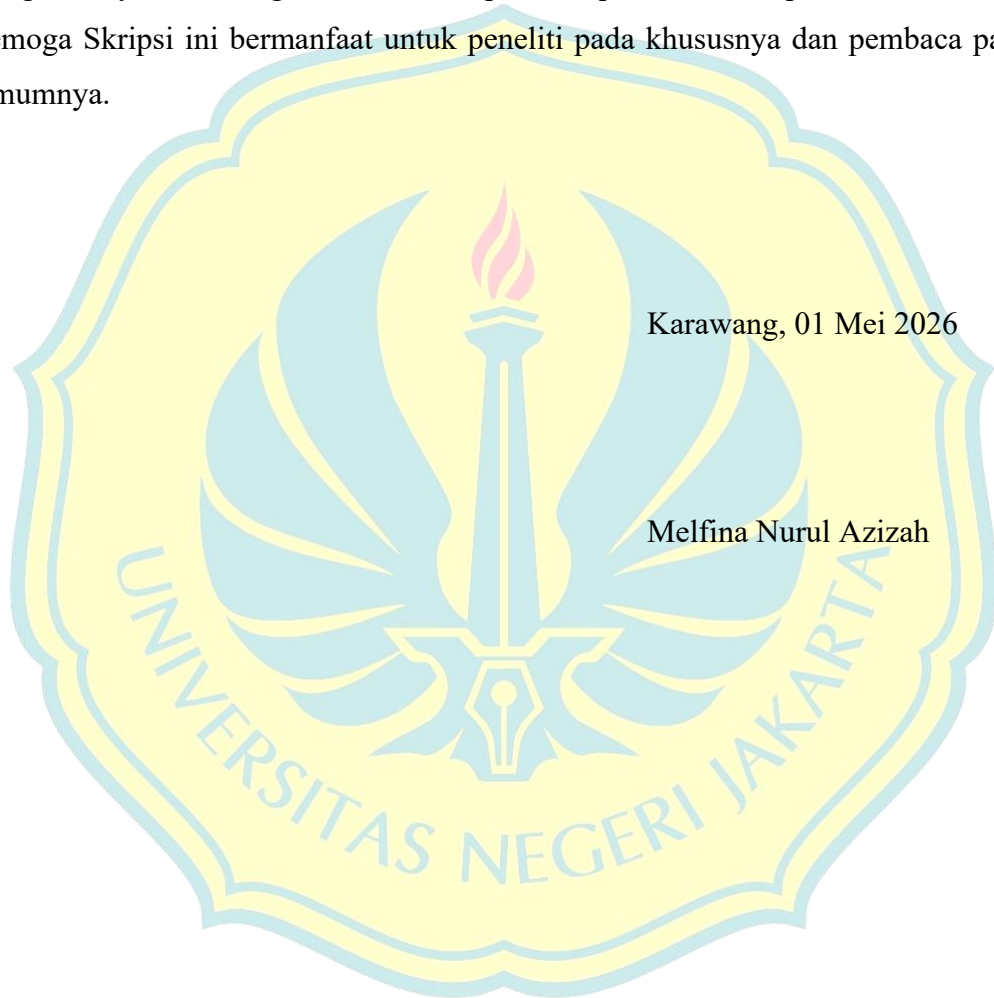 emoga Skripsi ini bermanfaat untuk peneliti pada khususnya dan pembaca pa
mumnya.
Karawang, 01 Mei 2026
Melfina Nurul Azizah
UNIVERSITAS NEGERI JAKARTA